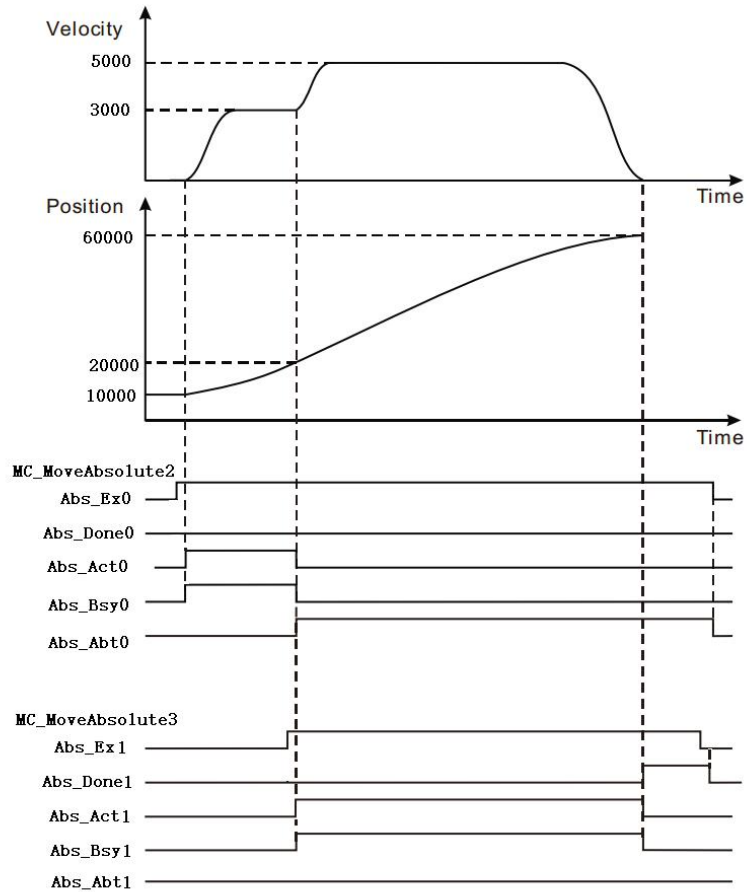 Velocity
5000
3000
Time
Position
60000
20000
10000
Time
MC_MoveAbsolute2
Abs_Ex0
Abs_Done0
Abs_Act0
Abs_Bsy0
Abs_Abt0
MC_MoveAbsolute3
Abs_Ex1
Abs_Done1
Abs_Act1
Abs_Bsy1
Abs_Abt1